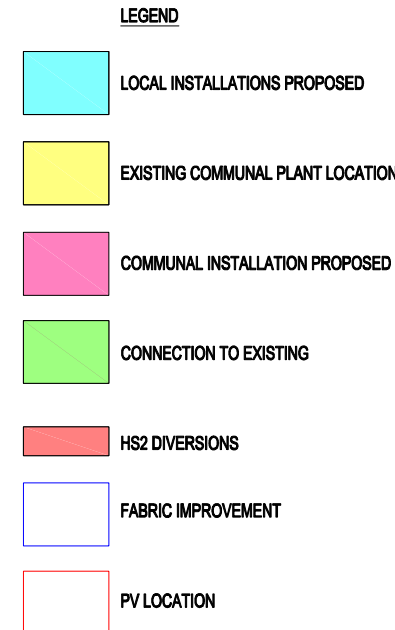 LEGEND
LOCAL INSTALLATIONS PROPOSED
EXISTING COMMUNAL PLANT LOCATION
COMMUNAL INSTALLATION PROPOSED
CONNECTION TO EXISTING
HS2 DIVERSIONS
FABRIC IMPROVEMENT
PV LOCATION